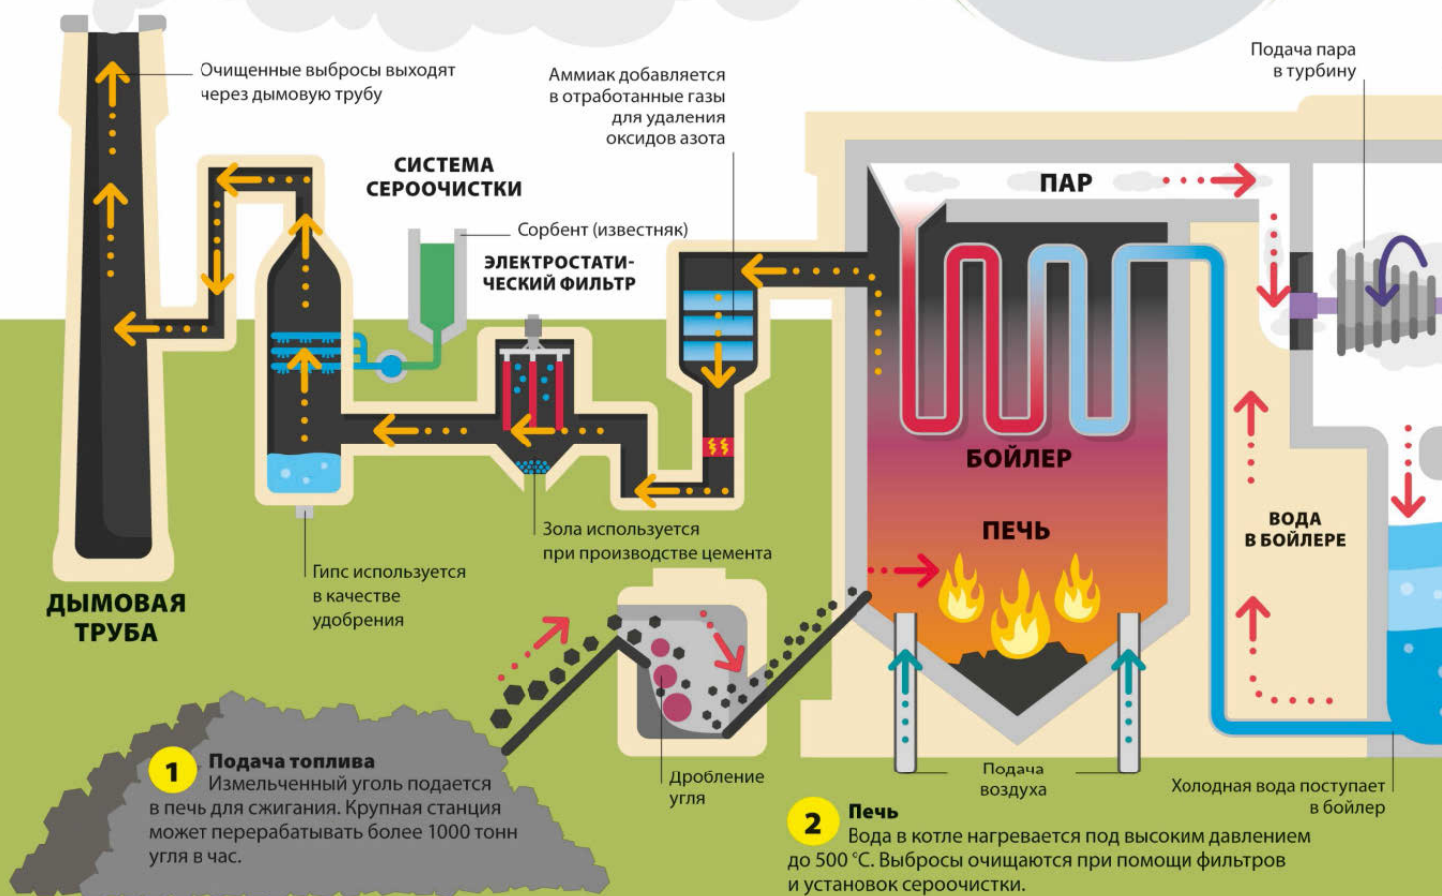 Очищенные выбросы выходят
через дымовую трубу
Аммиак добавляется
в отработанные газы
для удаления
оксидов азота
Подача пара
в турбину
СИСТЕМА
СЕРООЧИСТКИ
Сорбент (известняк)
ЭЛЕКТРОСТАТИ-
ЧЕСКИЙ ФИЛЬТР
ПАР
БОЙЛЕР
ПЕЧЬ
ВОДА
В БОЙЛЕРЕ
Зола используется
при производстве цемента
Гипс используется
в качестве
удобрения
ДЫМОВАЯ
ТРУБА
1
Подача топлива
Измельченный уголь подается
в печь для сжигания. Крупная станция
может перерабатывать более 1000 тонн
угля в час.
Дробление
угля
Подача
воздуха
Холодная вода поступает
в бойлер
2
Печь
Вода в котле нагревается под высоким давлением
до 500 °С. Выбросы очищаются при помощи фильтров
и установок сероочистки.